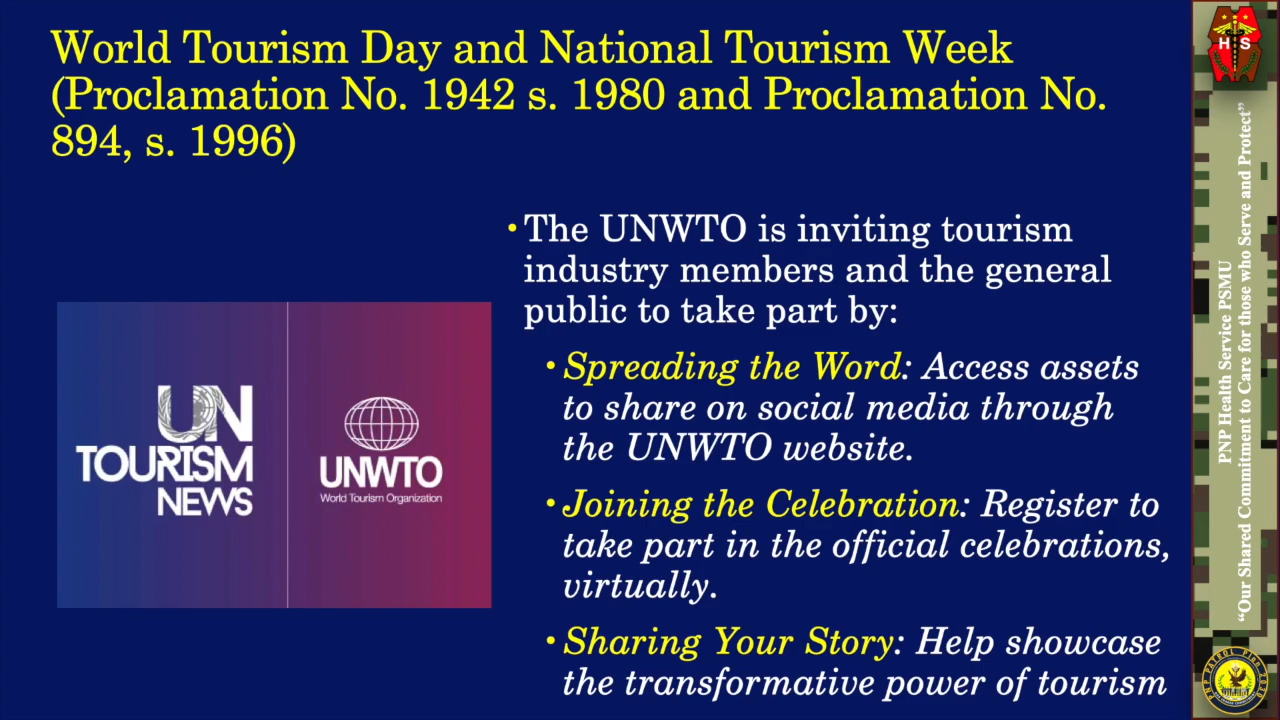 World Tourism Day and National Tourism Week
(Proclamation No. 1942 s. 1980 and Proclamation No.
894, s. 1996)
• The UNWTO is inviting tourism
industry members and the general
public to take part by:
• Spreading the Word: Access assets
to share on social media through
the UNWTO website.
• Joining the Celebration: Register to
take part in the official celebrations,
virtually.
• Sharing Your Story: Help showcase
the transformative power of tourism
UN
TOURISM
NEWS
UNWTO
World Tourism Organization
H S
PNP Health Service PSMU
“Our Shared Commitment to Care for those who Serve and Protect”